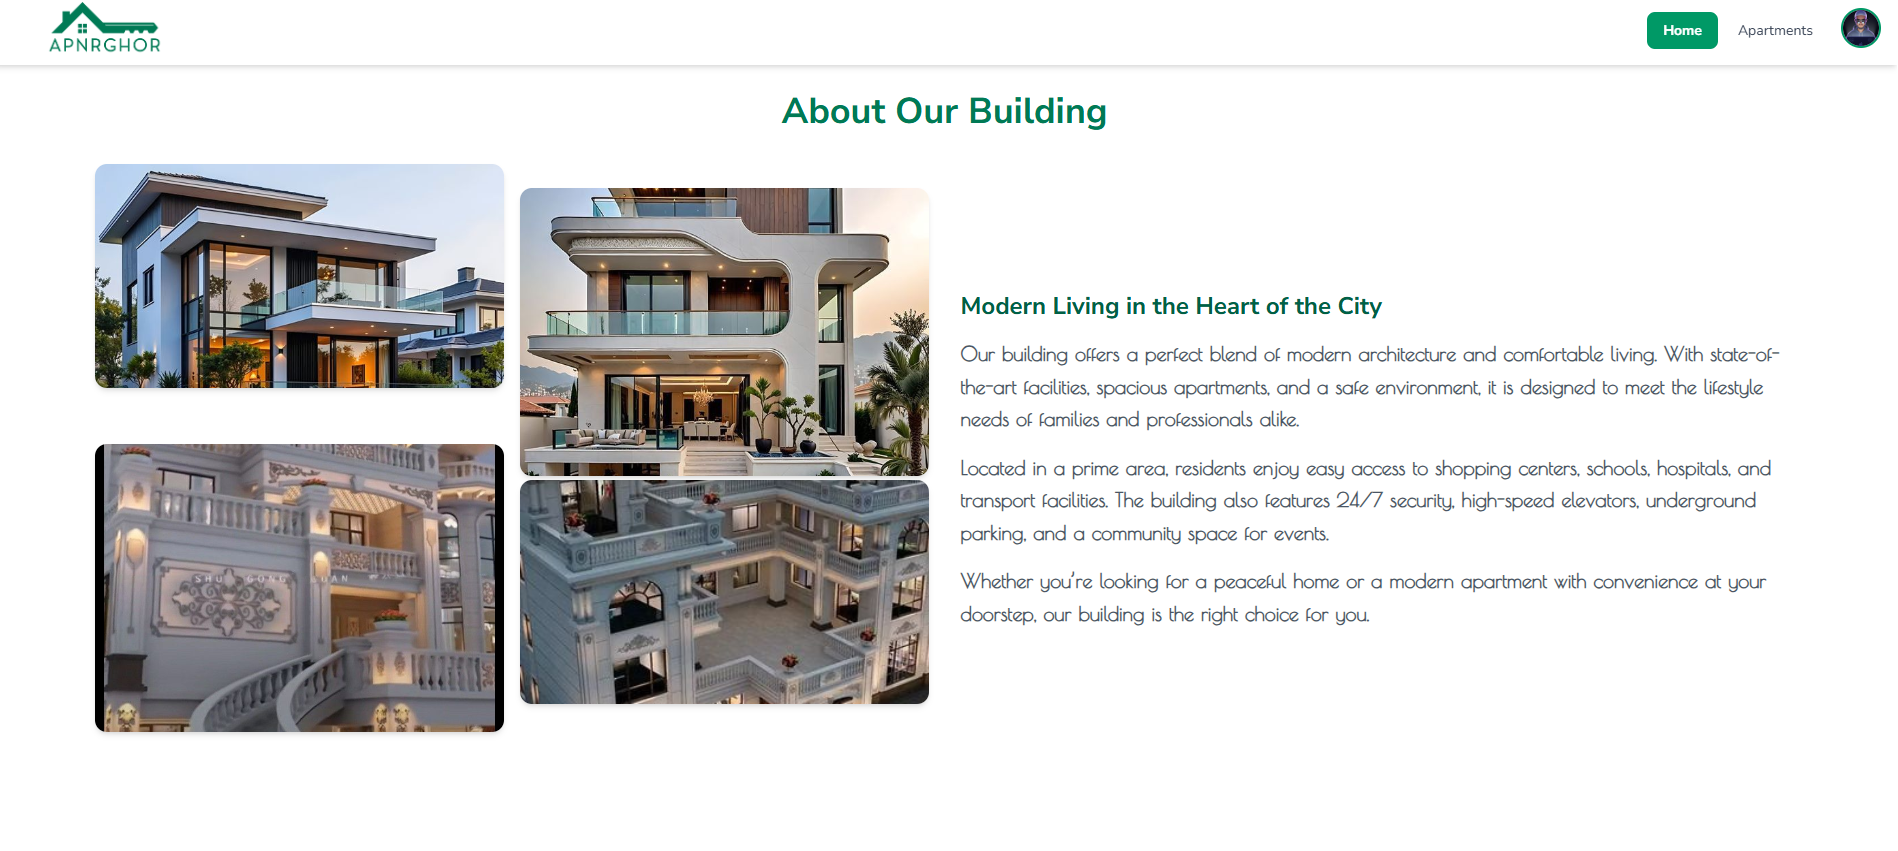 APNRGHOR
Home
Apartments
About Our Building
Modern Living in the Heart of the City
Our building offers a perfect blend of modern architecture and comfortable living. With state-of-
the-art facilities, spacious apartments, and a safe environment, it is designed to meet the lifestyle
needs of families and professionals alike.
Located in a prime area, residents enjoy easy access to shopping centers, schools, hospitals, and
transport facilities. The building also features 24/7 security, high-speed elevators, underground
parking, and a community space for events.
Whether you're looking for a peaceful home or a modern apartment with convenience at your
doorstep, our building is the right choice for you.